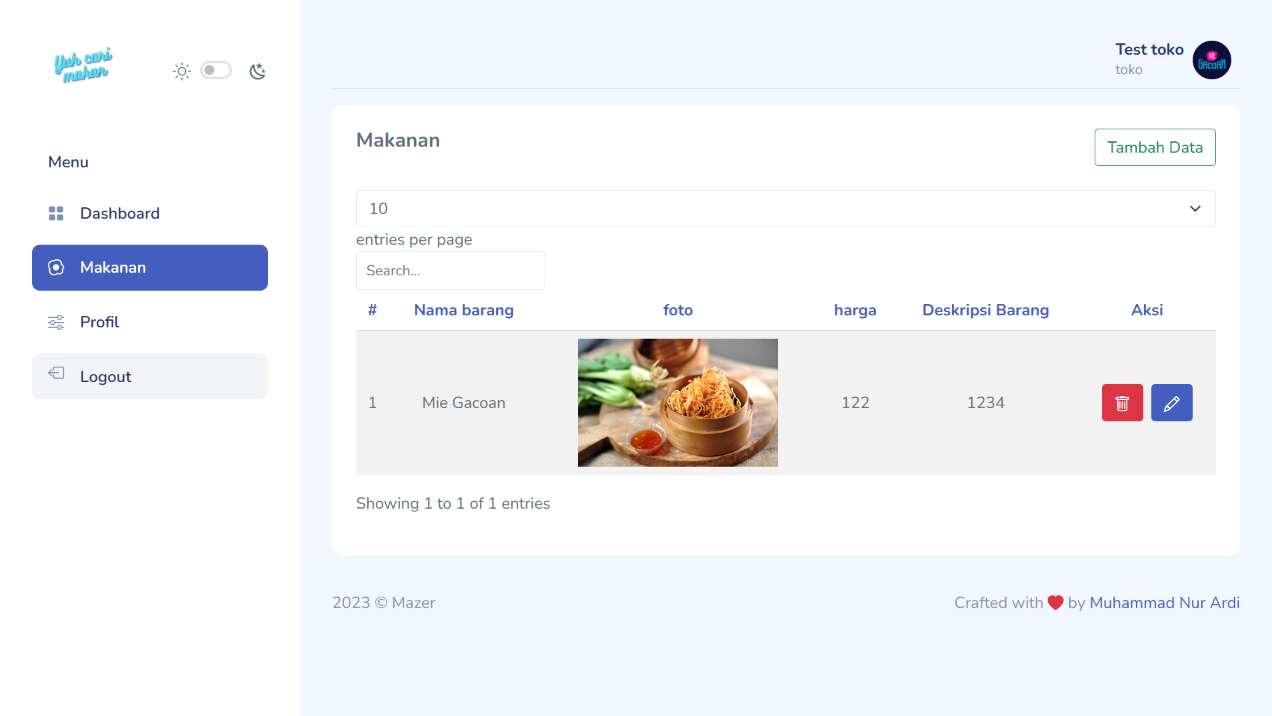 Yuh cari
makan
Test toko
toko
MIE
GACOAN
Menu
Dashboard
Makanan
Profil
Logout
Makanan
Tambah Data
10
entries per page
Search...
# Nama barang foto harga Deskripsi Barang Aksi
1 Mie Gacoan 122 1234
Showing 1 to 1 of 1 entries
2023 © Mazer
Crafted with by Muhammad Nur Ardi